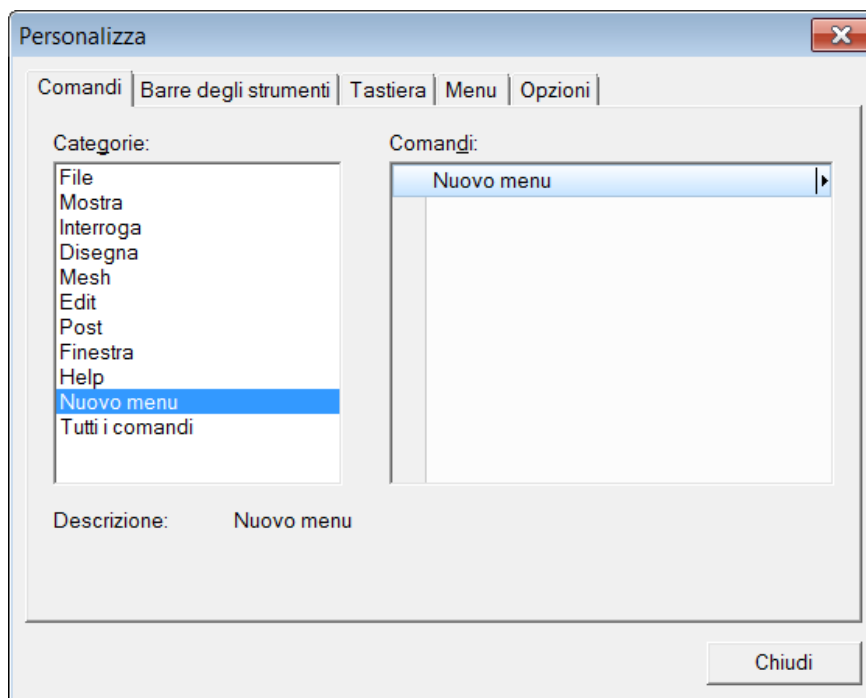 Personalizza
Comandi Barre degli strumenti Tastiera Menu Opzioni
Categorie:
File
Mostra
Interroga
Disegna
Mesh
Edit
Post
Finestra
Help
Nuovo menu
Tutti i comandi
Comandi:
Nuovo menu
Descrizione: Nuovo menu
Chiudi